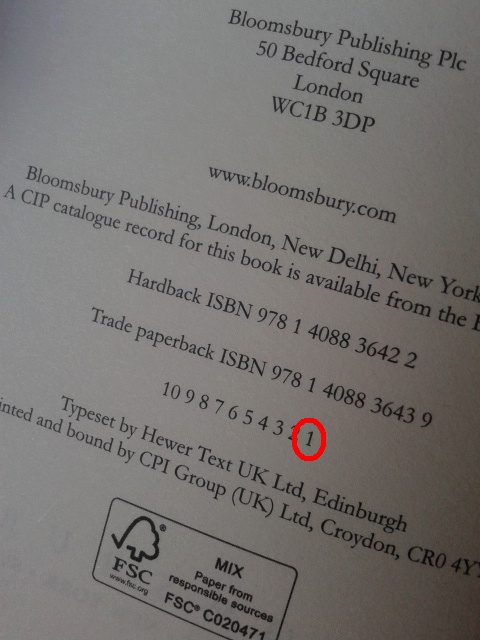 Bloomsbury Publishing Plc
50 Bedford Square
London
WC1B 3DP
www.bloomsbury.com
Bloomsbury Publishing, London, New Delhi, New York
A CIP catalogue record for this book is available from the
Hardback ISBN 978 1 4088 3642 2
Trade paperback ISBN 978 1 4088 3643 9
10 9 8 7 6 5 4 3 2 1
Typeset by Hewer Text UK Ltd, Edinburgh
and bound by CPI Group (UK) Ltd, Croydon, CR0
FSC
www.fsc.org
MIX
Paper from
responsible sources
FSC® C020471